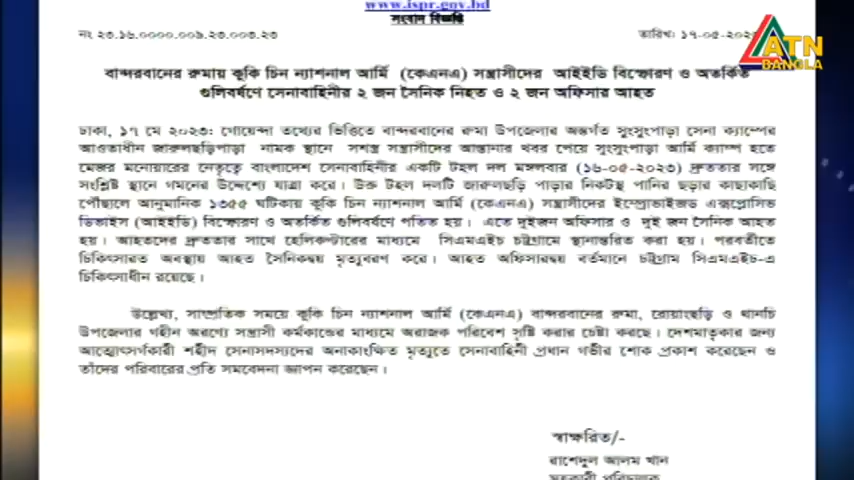 www.ispr.gov.bd
সংবাদ বিজ্ঞপ্তি
নং ২৩.১৬.০০০০.০০৯.২৩.০০৩.২৩ তারিখ: ১৭-০৫-২০২৩
ATN
BANGLA
বান্দরবানের রুমায় কূকি চিন ন্যাশনাল আর্মি (কেএনএ) সন্ত্রাসীদের আইইডি বিস্ফোরণ ও অতর্কিত
গুলিবর্ষণে সেনাবাহিনীর ২ জন সৈনিক নিহত ও ২ জন অফিসার আহত
ঢাকা, ১৭ মে ২০২৩: গোয়েন্দা তথ্যের ভিত্তিতে বান্দরবানের রুমা উপজেলার অন্তর্গত সুংসুংপাড়া সেনা ক্যাম্পের
আওতাধীন জারুলছড়িপাড়া নামক স্থানে সশস্ত্র সন্ত্রাসীদের আস্তানার খবর পেয়ে সুংসুংপাড়া আর্মি ক্যাম্প হতে
মেজর মনোয়ারের নেতৃত্বে বাংলাদেশ সেনাবাহিনীর একটি টহল দল মঙ্গলবার (১৬-০৫-২০২৩) দ্রুততার সঙ্গে
সংশ্লিষ্ট স্থানে গমনের উদ্দেশ্যে যাত্রা করে। উক্ত টহল দলটি জারুলছড়ি পাড়ার নিকটস্থ পানির ছড়ার কাছাকাছি
পৌঁছালে আনুমানিক ১৩৫৫ ঘটিকায় কূকি চিন ন্যাশনাল আর্মি (কেএনএ) সন্ত্রাসীদের ইম্প্রোভাইজড এক্সপ্লোসিভ
ডিভাইস (আইইডি) বিস্ফোরণ ও অতর্কিত গুলিবর্ষণে পতিত হয়। এতে দুইজন অফিসার ও দুই জন সৈনিক আহত
হয়। আহতদের দ্রুততার সাথে হেলিকপ্টারের মাধ্যমে সিএমএইচ চট্টগ্রামে স্থানান্তরিত করা হয়। পরবর্তীতে
চিকিৎসারত অবস্থায় আহত সৈনিকদ্বয় মৃত্যুবরণ করে। আহত অফিসারদ্বয় বর্তমানে চট্টগ্রাম সিএমএইচ-এ
চিকিৎসাধীন রয়েছে।
উল্লেখ্য, সাম্প্রতিক সময়ে কূকি চিন ন্যাশনাল আর্মি (কেএনএ) বান্দরবানের রুমা, রোয়াংছড়ি ও থানচি
উপজেলার গহীন অরণ্যে সন্ত্রাসী কর্মকান্ডের মাধ্যমে অরাজক পরিবেশ সৃষ্টি করার চেষ্টা করছে। দেশমাতৃকার জন্য
আত্মোৎসর্গকারী শহীদ সেনাসদস্যদের অনাকাংক্ষিত মৃত্যুতে সেনাবাহিনী প্রধান গভীর শোক প্রকাশ করেছেন ও
তাঁদের পরিবারের প্রতি সমবেদনা জ্ঞাপন করেছেন।
স্বাক্ষরিত/-
রাশেদুল আলম খান
সহকারী পরিচালক